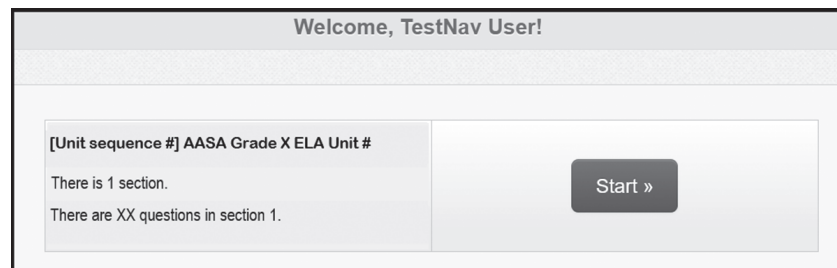 Welcome, TestNav User!
[Unit sequence #] AASA Grade X ELA Unit #
There is 1 section.
There are XX questions in section 1.
Start »